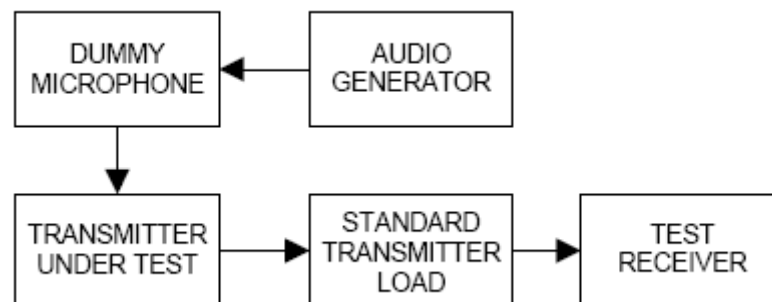 DUMMY
MICROPHONE
AUDIO
GENERATOR
TRANSMITTER
UNDER TEST
STANDARD
TRANSMITTER
LOAD
TEST
RECEIVER